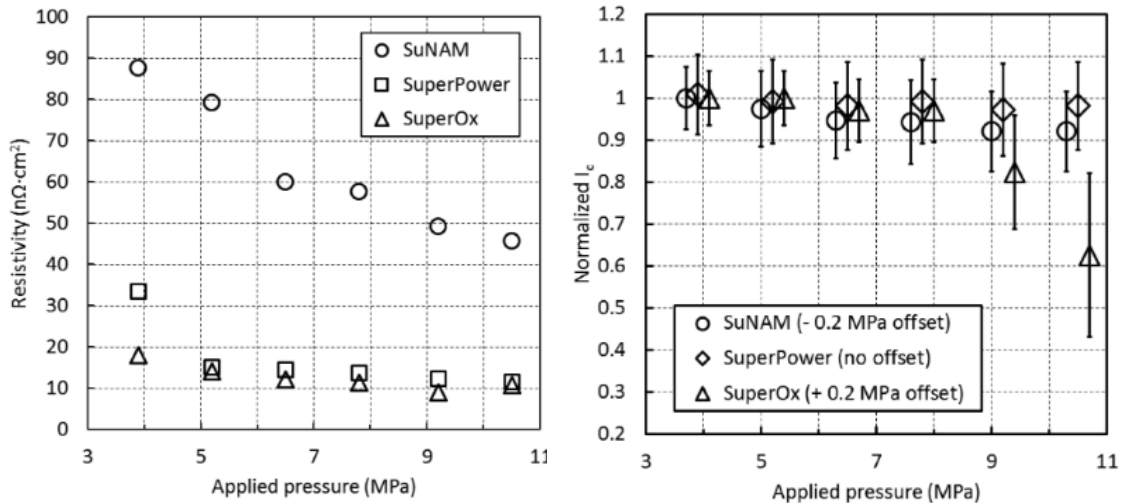 100
90
80
70
60
50
40
30
20
10
0
Resistivity (nΩ·cm²)
SuNAM
SuperPower
SuperOx
3 5 7 9 11
Applied pressure (MPa)
1.2
1.1
1
0.9
0.8
0.7
0.6
0.5
0.4
0.3
0.2
Normalized I_c
SuNAM (- 0.2 MPa offset)
SuperPower (no offset)
SuperOx (+ 0.2 MPa offset)
3 5 7 9 11
Applied pressure (MPa)